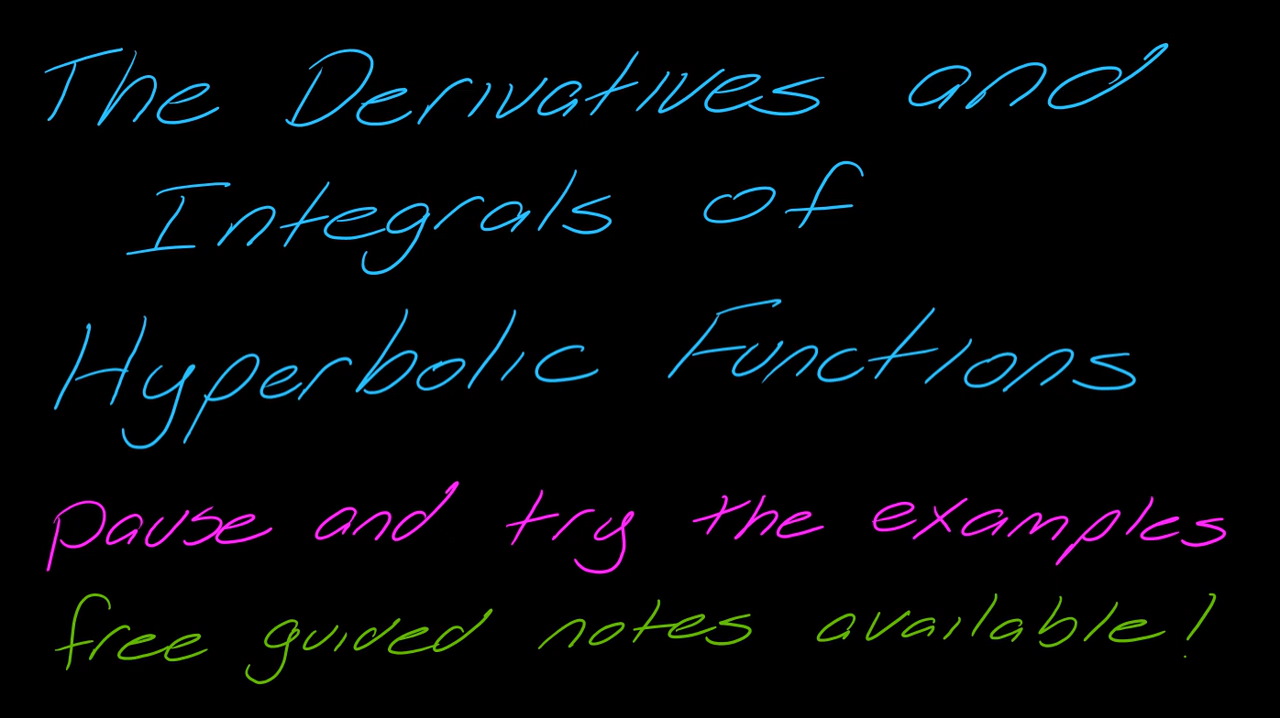 The Derivatives and
Integrals of
Hyperbolic Functions
pause and try the examples
free guided notes available!